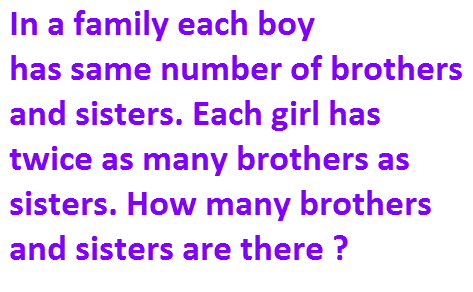 In a family each boy
has same number of brothers
and sisters. Each girl has
twice as many brothers as
sisters. How many brothers
and sisters are there ?